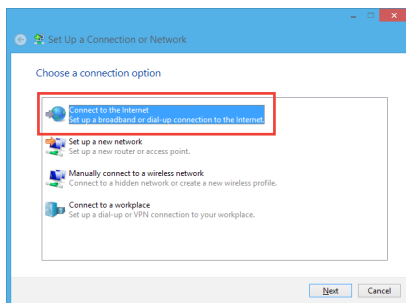 Set Up a Connection or Network
Choose a connection option
Connect to the Internet
Set up a broadband or dial-up connection to the Internet.
Set up a new network
Set up a new router or access point.
Manually connect to a wireless network
Connect to a hidden network or create a new wireless profile.
Connect to a workplace
Set up a dial-up or VPN connection to your workplace.
Next Cancel